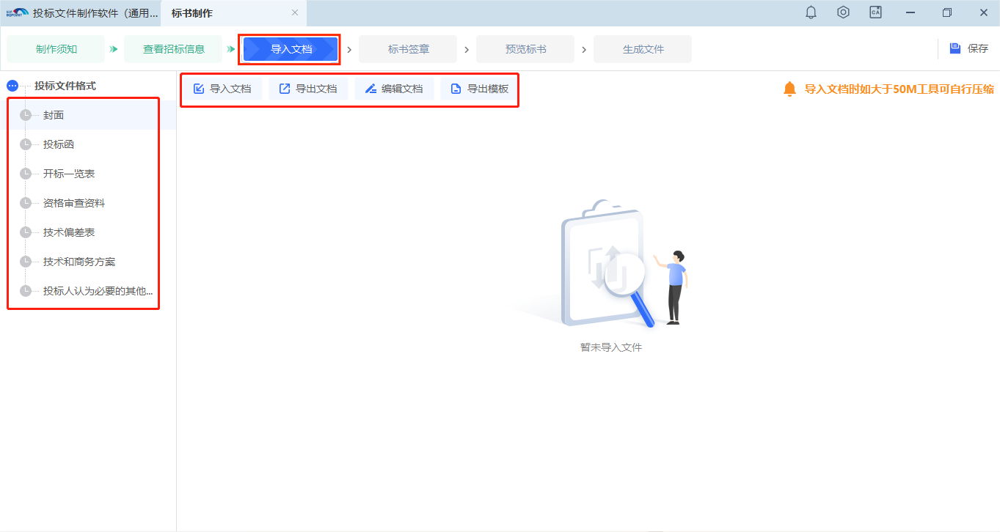 BQPOINT 投标文件制作软件（通用...
标书制作
制作须知
查看招标信息
导入文档
标书签章
预览标书
生成文件
保存
投标文件格式
封面
投标函
开标一览表
资格审查资料
技术偏差表
技术和商务方案
投标人认为必要的其他...
导入文档
导出文档
编辑文档
导出模板
导入文档时如大于50M工具可自行压缩
暂未导入文件
CA